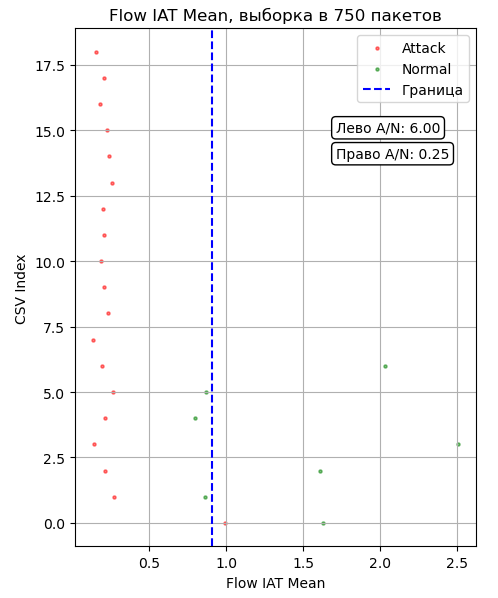 Flow IAT Mean, выборка в 750 пакетов
Attack
Normal
Граница
Лево A/N: 6.00
Право A/N: 0.25
CSV Index
17.5
15.0
12.5
10.0
7.5
5.0
2.5
0.0
0.5
1.0
1.5
2.0
2.5
Flow IAT Mean